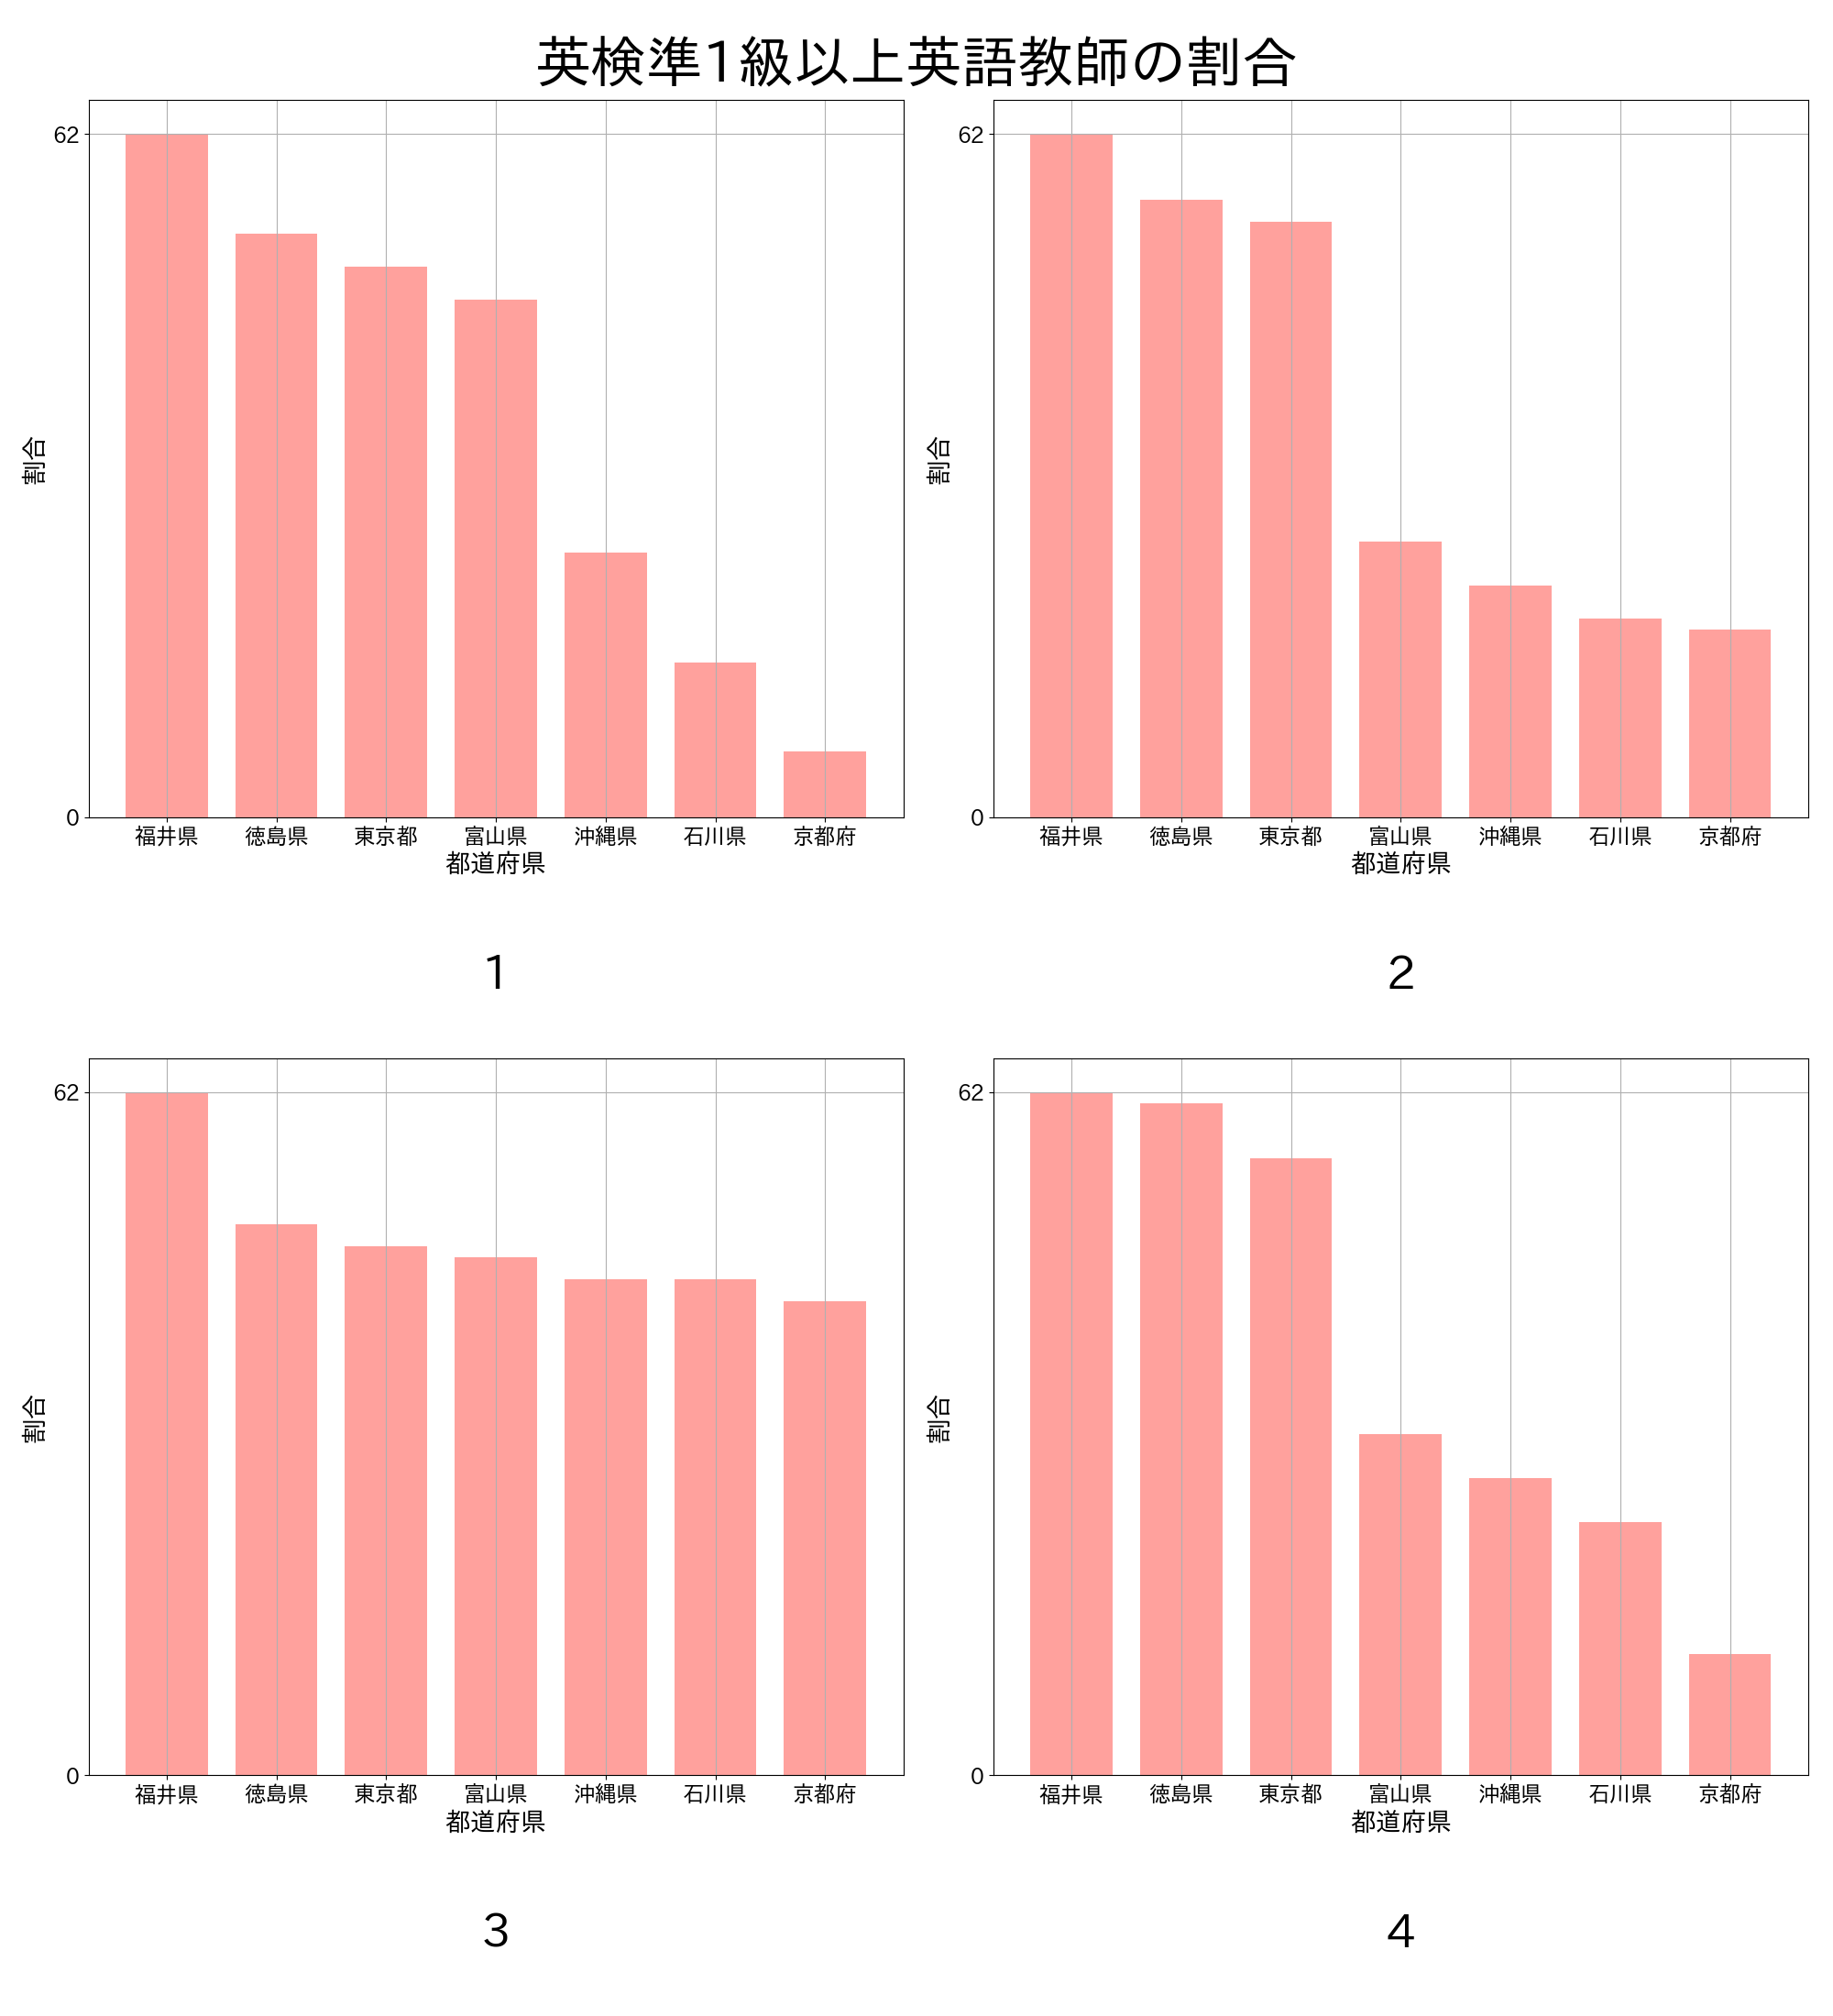 英検準1級以上英語教師の割合
62
0
割合
福井県 徳島県 東京都 富山県 沖縄県 石川県 京都府
都道府県
1
62
0
割合
福井県 徳島県 東京都 富山県 沖縄県 石川県 京都府
都道府県
2
62
0
割合
福井県 徳島県 東京都 富山県 沖縄県 石川県 京都府
都道府県
3
62
0
割合
福井県 徳島県 東京都 富山県 沖縄県 石川県 京都府
都道府県
4